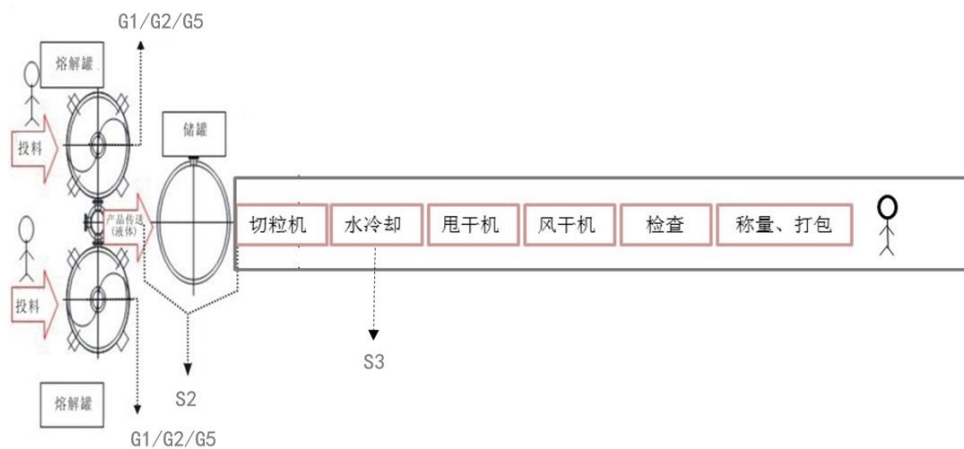 G1/G2/G5
熔解罐
投料
储罐
产品传送
(液体)
切粒机
水冷却
甩干机
风干机
检查
称量、打包
投料
S3
S2
熔解罐
G1/G2/G5